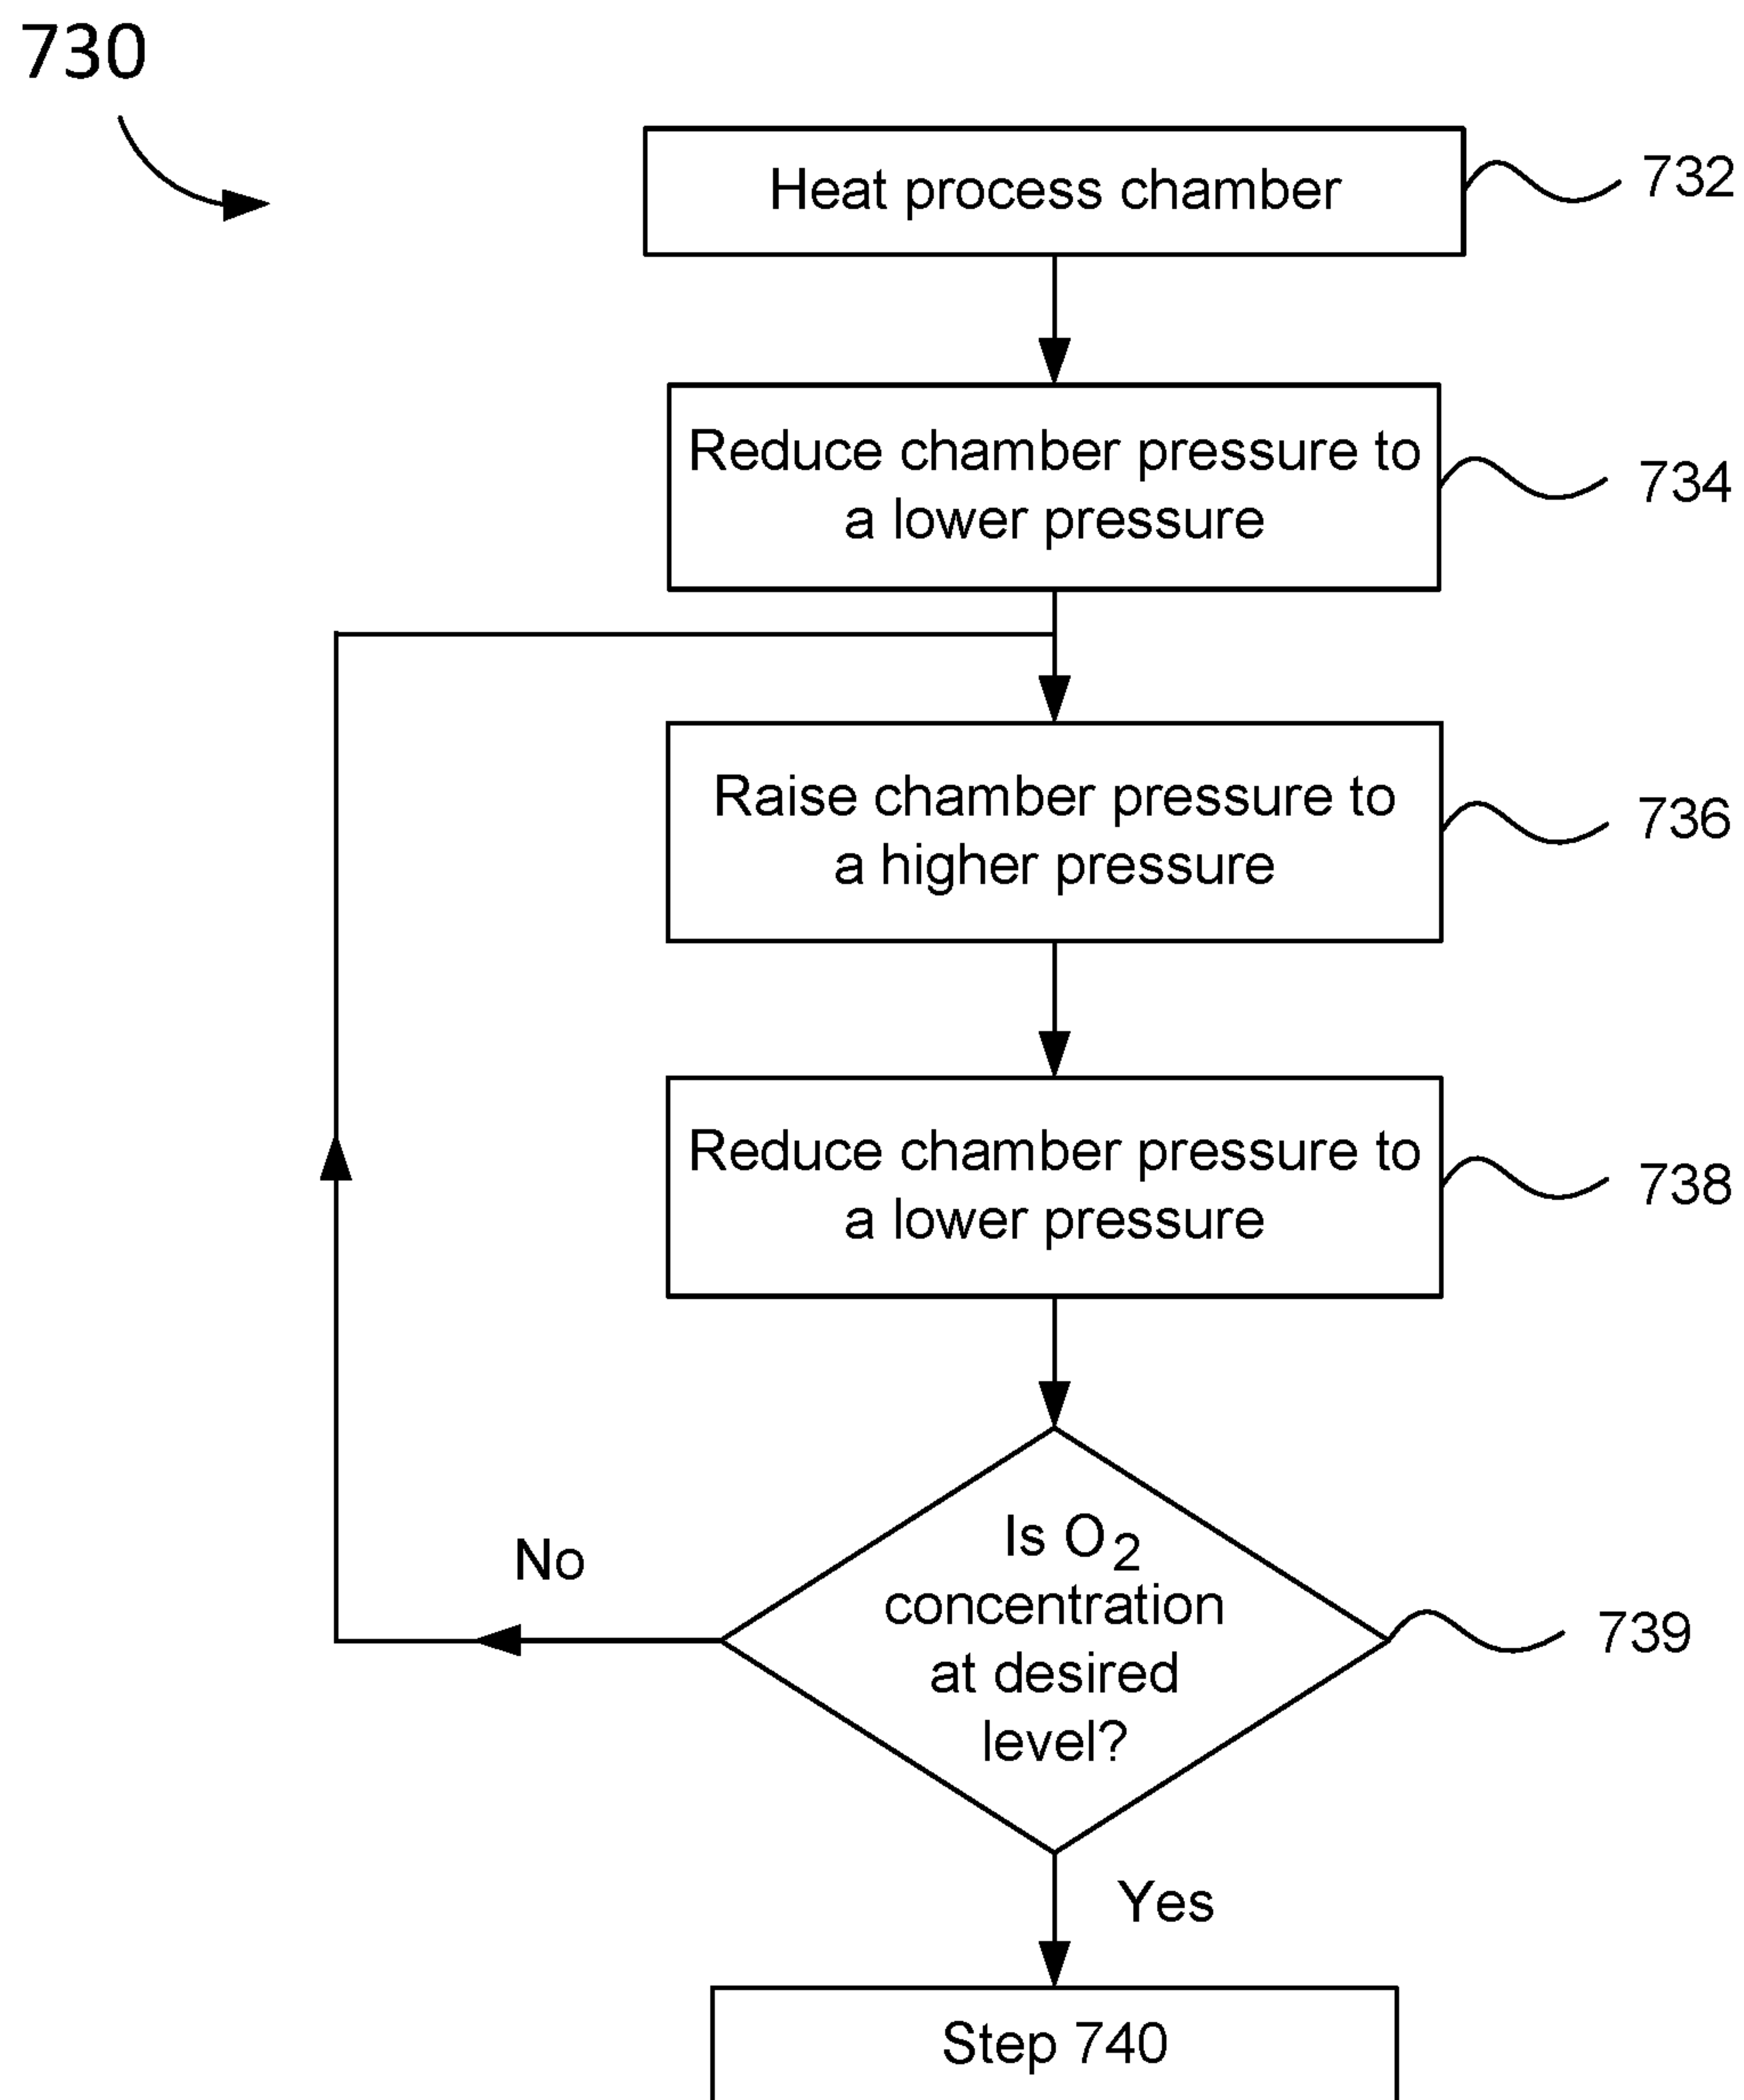 730
Heat process chamber
732
Reduce chamber pressure to
a lower pressure
734
Raise chamber pressure to
a higher pressure
736
Reduce chamber pressure to
a lower pressure
738
Is O2
concentration
at desired
level?
739
No
Yes
Step 740